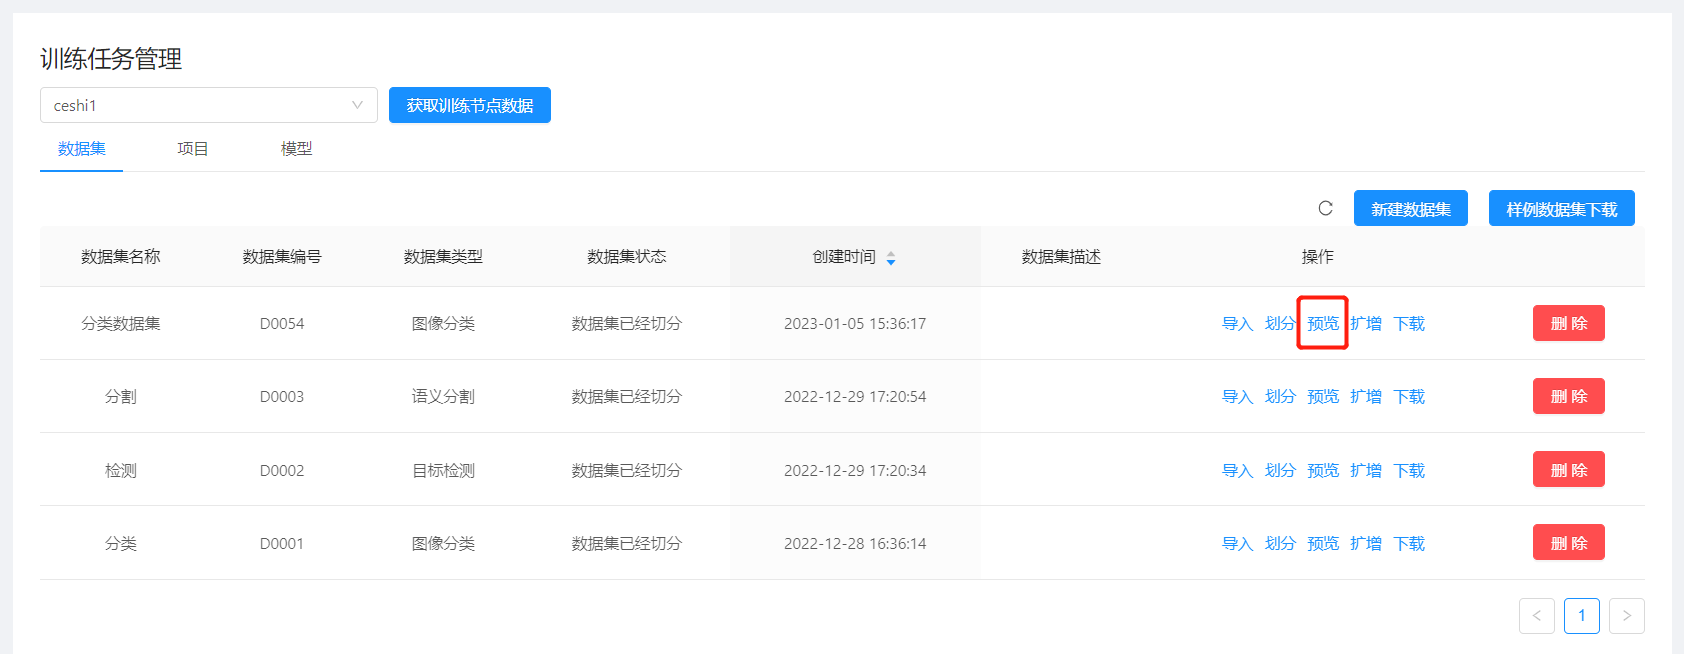 训练任务管理
ceshi1 获取训练节点数据
数据集 项目 模型
新建数据集 样例数据集下载
数据集名称 数据集编号 数据集类型 数据集状态 创建时间 数据集描述 操作
分类数据集 D0054 图像分类 数据集已经切分 2023-01-05 15:36:17 导入 划分 预览 扩增 下载 删 除
分割 D0003 语义分割 数据集已经切分 2022-12-29 17:20:54 导入 划分 预览 扩增 下载 删 除
检测 D0002 目标检测 数据集已经切分 2022-12-29 17:20:34 导入 划分 预览 扩增 下载 删 除
分类 D0001 图像分类 数据集已经切分 2022-12-28 16:36:14 导入 划分 预览 扩增 下载 删 除
< 1 >